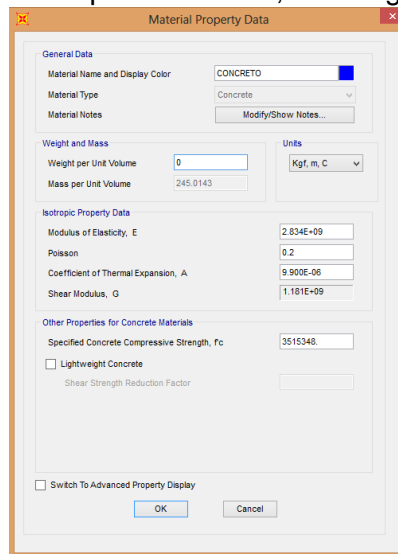 Material Property Data
General Data
Material Name and Display Color CONCRETO
Material Type Concrete
Material Notes Modify/Show Notes...
Weight and Mass Units
Weight per Unit Volume 0 Kgf, m, C
Mass per Unit Volume 245.0143
Isotropic Property Data
Modulus of Elasticity, E 2.834E+09
Poisson 0.2
Coefficient of Thermal Expansion, A 9.900E-06
Shear Modulus, G 1.181E+09
Other Properties for Concrete Materials
Specified Concrete Compressive Strength, f'c 3515348.
Lightweight Concrete
Shear Strength Reduction Factor
Switch To Advanced Property Display
OK Cancel